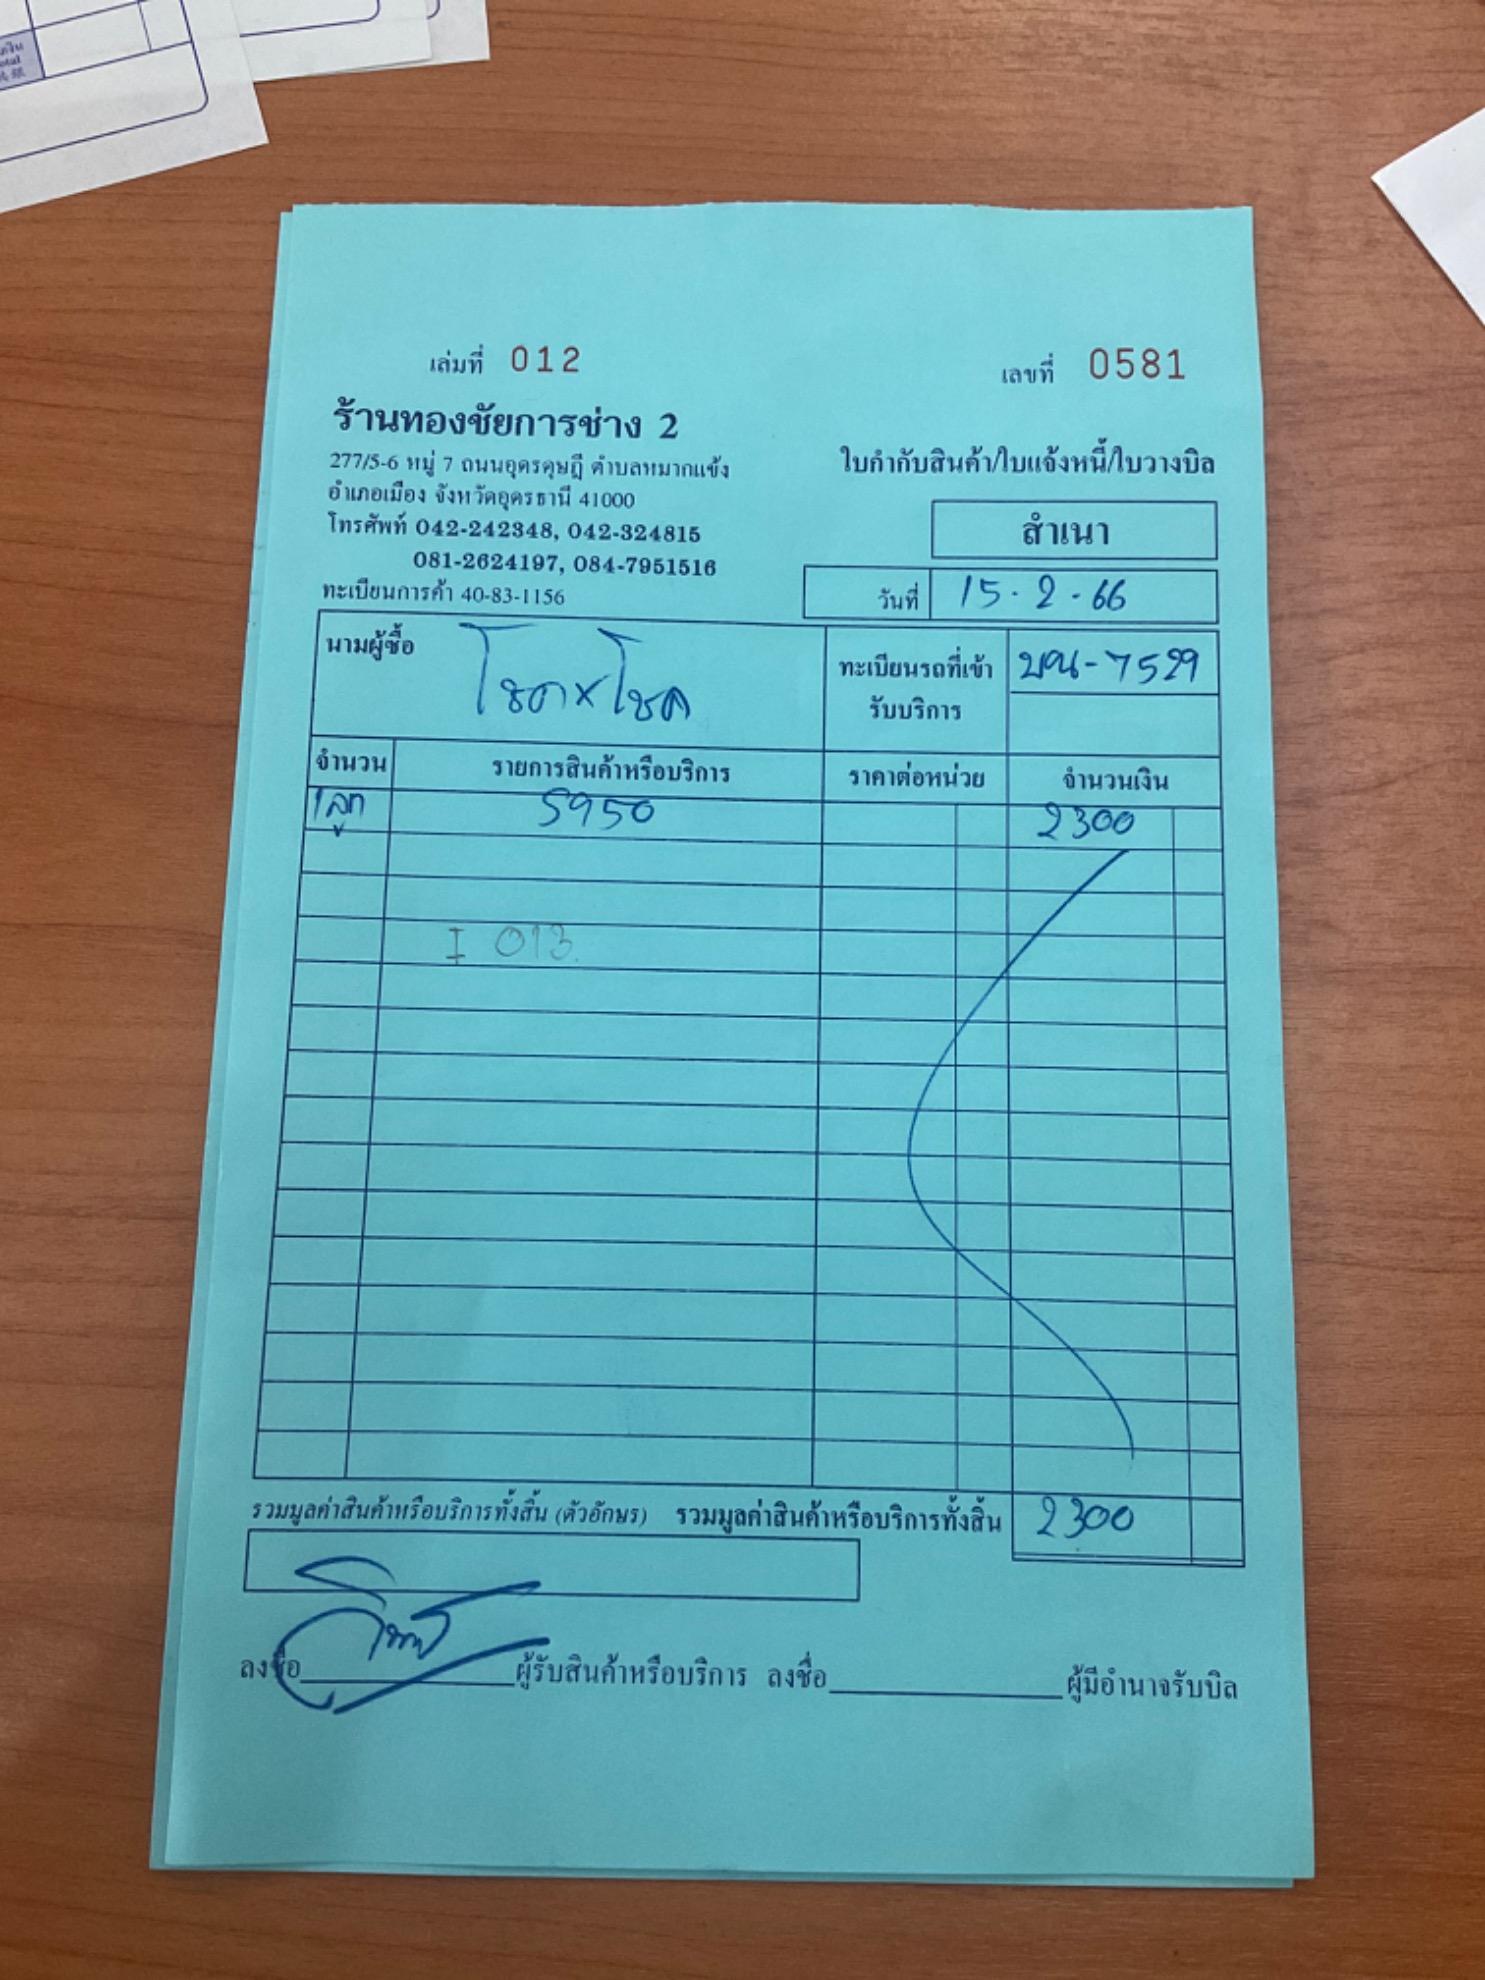 เล่มที่ 012
เลขที่ 0581
ร้านทองชัยการช่าง 2
277/5-6 หมู่ 7 ถนนอุดรดุษฎี ตำบลหมากแข้ง
อำเภอเมือง จังหวัดอุดรธานี 41000
โทรศัพท์ 042-242348, 042-324815
081-2624197, 084-7951516
ทะเบียนการค้า 40-83-1156
ใบกำกับสินค้า/ใบแจ้งหนี้/ใบวางบิล
สำเนา
วันที่ 15-2-66
นามผู้ซื้อ โชค×โชค
ทะเบียนรถที่เข้ารับบริการ บน-7529
จำนวน รายการสินค้าหรือบริการ ราคาต่อหน่วย จำนวนเงิน
1 ลูก 5950 2300
I 013
รวมมูลค่าสินค้าหรือบริการทั้งสิ้น (ตัวอักษร) รวมมูลค่าสินค้าหรือบริการทั้งสิ้น 2300
ลงชื่อ ผู้รับสินค้าหรือบริการ ลงชื่อ ผู้มีอำนาจรับบิล